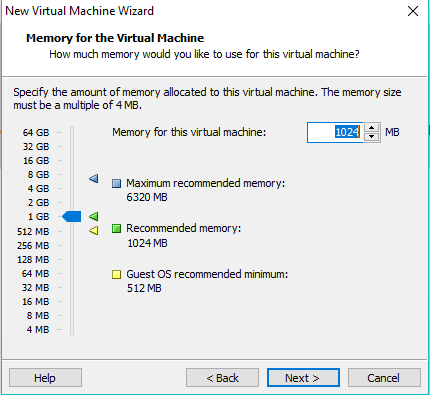 New Virtual Machine Wizard
Memory for the Virtual Machine
How much memory would you like to use for this virtual machine?
Specify the amount of memory allocated to this virtual machine. The memory size
must be a multiple of 4 MB.
64 GB
Memory for this virtual machine: 1024 MB
32 GB
16 GB
8 GB
4 GB
2 GB
1 GB
512 MB
256 MB
128 MB
64 MB
32 MB
16 MB
8 MB
4 MB
Maximum recommended memory:
6320 MB
Recommended memory:
1024 MB
Guest OS recommended minimum:
512 MB
Help
< Back
Next >
Cancel